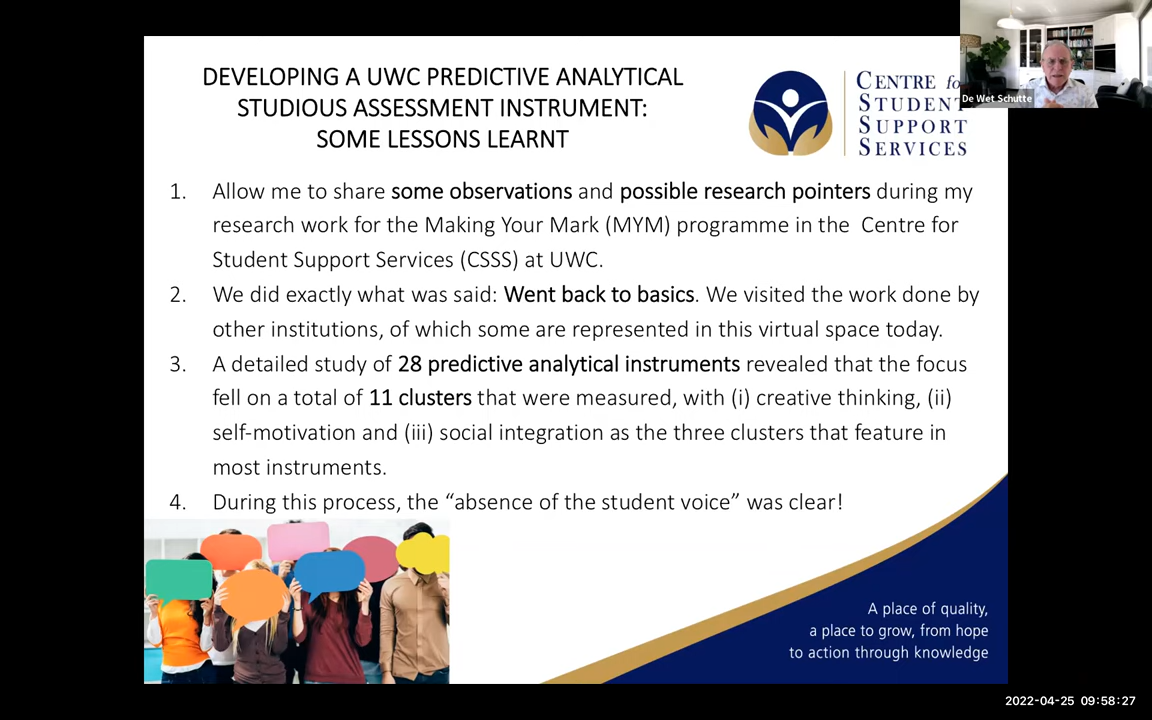 DEVELOPING A UWC PREDICTIVE ANALYTICAL
STUDIOUS ASSESSMENT INSTRUMENT:
SOME LESSONS LEARNT
CENTRE fo
STUDENT
SUPPORT
SERVICES
De Wet Schutte
1. Allow me to share some observations and possible research pointers during my
research work for the Making Your Mark (MYM) programme in the Centre for
Student Support Services (CSSS) at UWC.
2. We did exactly what was said: Went back to basics. We visited the work done by
other institutions, of which some are represented in this virtual space today.
3. A detailed study of 28 predictive analytical instruments revealed that the focus
fell on a total of 11 clusters that were measured, with (i) creative thinking, (ii)
self-motivation and (iii) social integration as the three clusters that feature in
most instruments.
4. During this process, the “absence of the student voice” was clear!
A place of quality,
a place to grow, from hope
to action through knowledge
2022-04-25 09:58:27